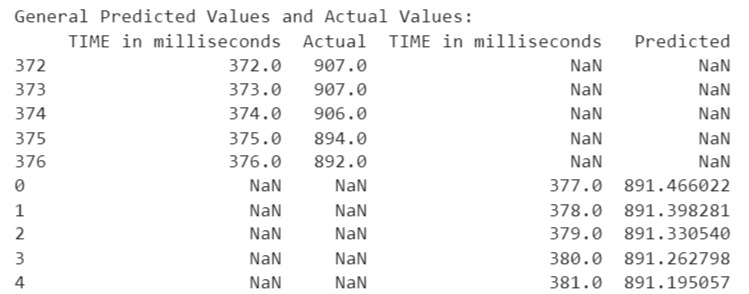 General Predicted Values and Actual Values:
TIME in milliseconds Actual TIME in milliseconds Predicted
372 372.0 907.0 NaN NaN
373 373.0 907.0 NaN NaN
374 374.0 906.0 NaN NaN
375 375.0 894.0 NaN NaN
376 376.0 892.0 NaN NaN
0 NaN NaN 377.0 891.466022
1 NaN NaN 378.0 891.398281
2 NaN NaN 379.0 891.330540
3 NaN NaN 380.0 891.262798
4 NaN NaN 381.0 891.195057